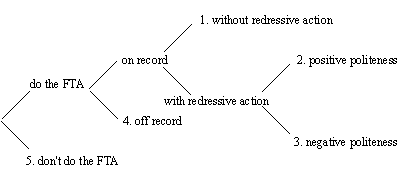 1. without redressive action
on record
2. positive politeness
do the FTA
with redressive action
4. off record
3. negative politeness
5. don't do the FTA